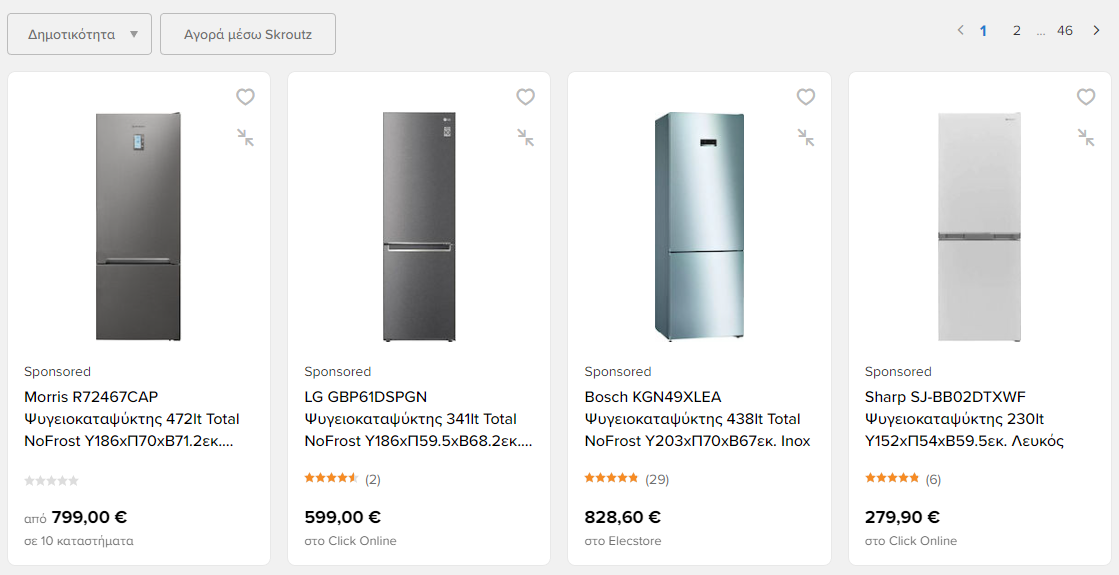 Δημοτικότητα
Αγορά μέσω Skroutz
1 2 ... 46
Sponsored
Morris R72467CAP
Ψυγειοκαταψύκτης 472lt Total
NoFrost Υ186xΠ70xΒ71.2εκ....
από 799,00 €
σε 10 καταστήματα
LG
Sponsored
LG GBP61DSPGN
Ψυγειοκαταψύκτης 341lt Total
NoFrost Υ186xΠ59.5xΒ68.2εκ....
(2)
599,00 €
στο Click Online
Sponsored
Bosch KGN49XLEA
Ψυγειοκαταψύκτης 438lt Total
NoFrost Υ203xΠ70xΒ67εκ. Inox
(29)
828,60 €
στο Elecstore
Sponsored
Sharp SJ-BB02DTXWF
Ψυγειοκαταψύκτης 230lt
Υ152xΠ54xΒ59.5εκ. Λευκός
(6)
279,90 €
στο Click Online